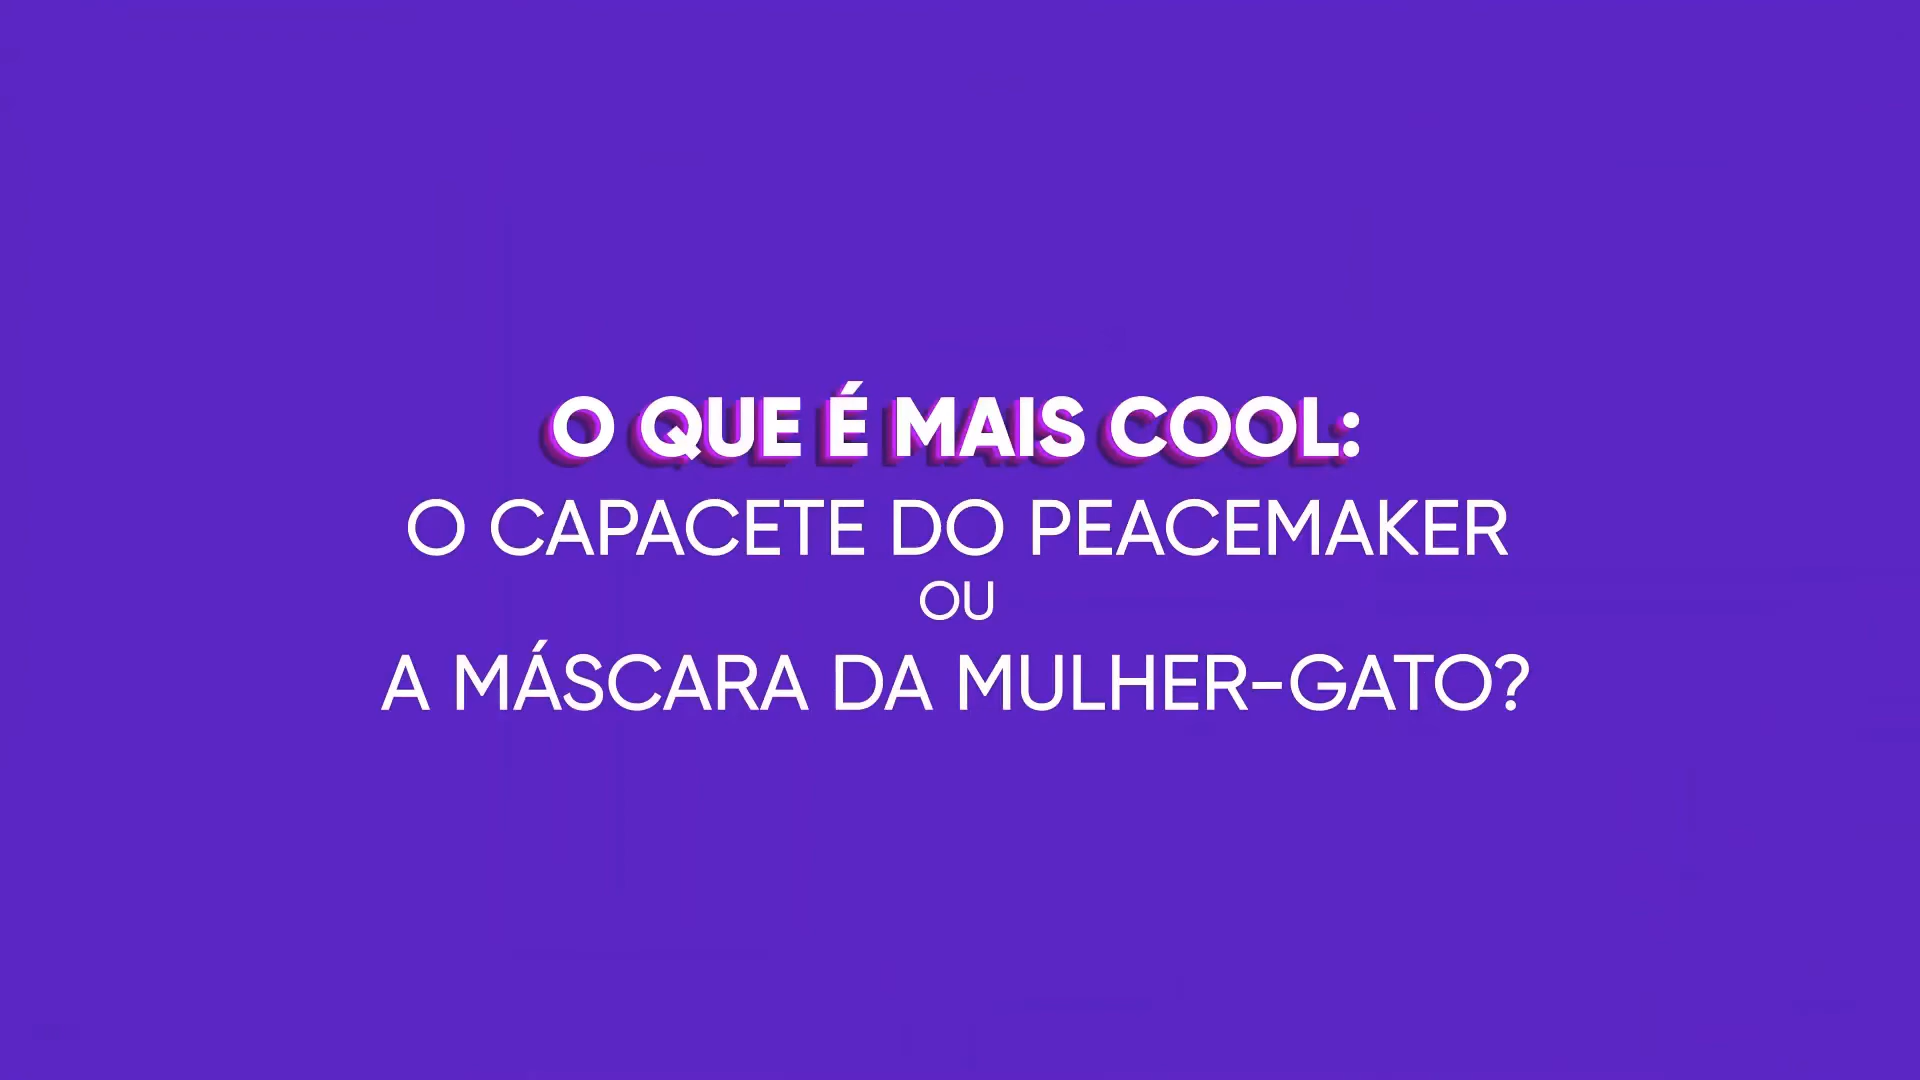 O QUE É MAIS COOL:
O CAPACETE DO PEACEMAKER
OU
A MÁSCARA DA MULHER-GATO?